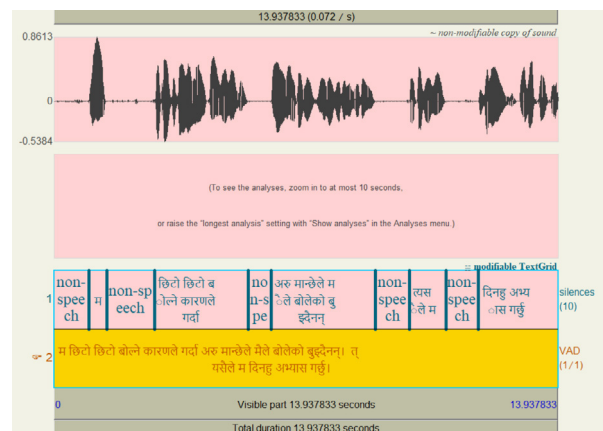 13.937833 (0.072 / s)
~ non-modifiable copy of sound
0.8613
0
-0.5384
(To see the analyses, zoom in to at most 10 seconds,
or raise the "longest analysis" setting with "Show analyses" in the Analyses menu.)
:: modifiable TextGrid
1
non-speech
म
non-speech
छिटो छिटो बोल्ने कारणले गर्दा
non-spe
अरु मान्छेले मैले बोलेको बुझ्दैनन्
non-speech
त्यसैले म
non-speech
दिनहु अभ्यास गर्छु
silences
(10)
☞ 2
म छिटो छिटो बोल्ने कारणले गर्दा अरु मान्छेले मैले बोलेको बुझ्दैनन्। त्
यसैले म दिनहु अभ्यास गर्छु।
VAD
(1/1)
0
Visible part 13.937833 seconds
13.937833
Total duration 13.937833 seconds